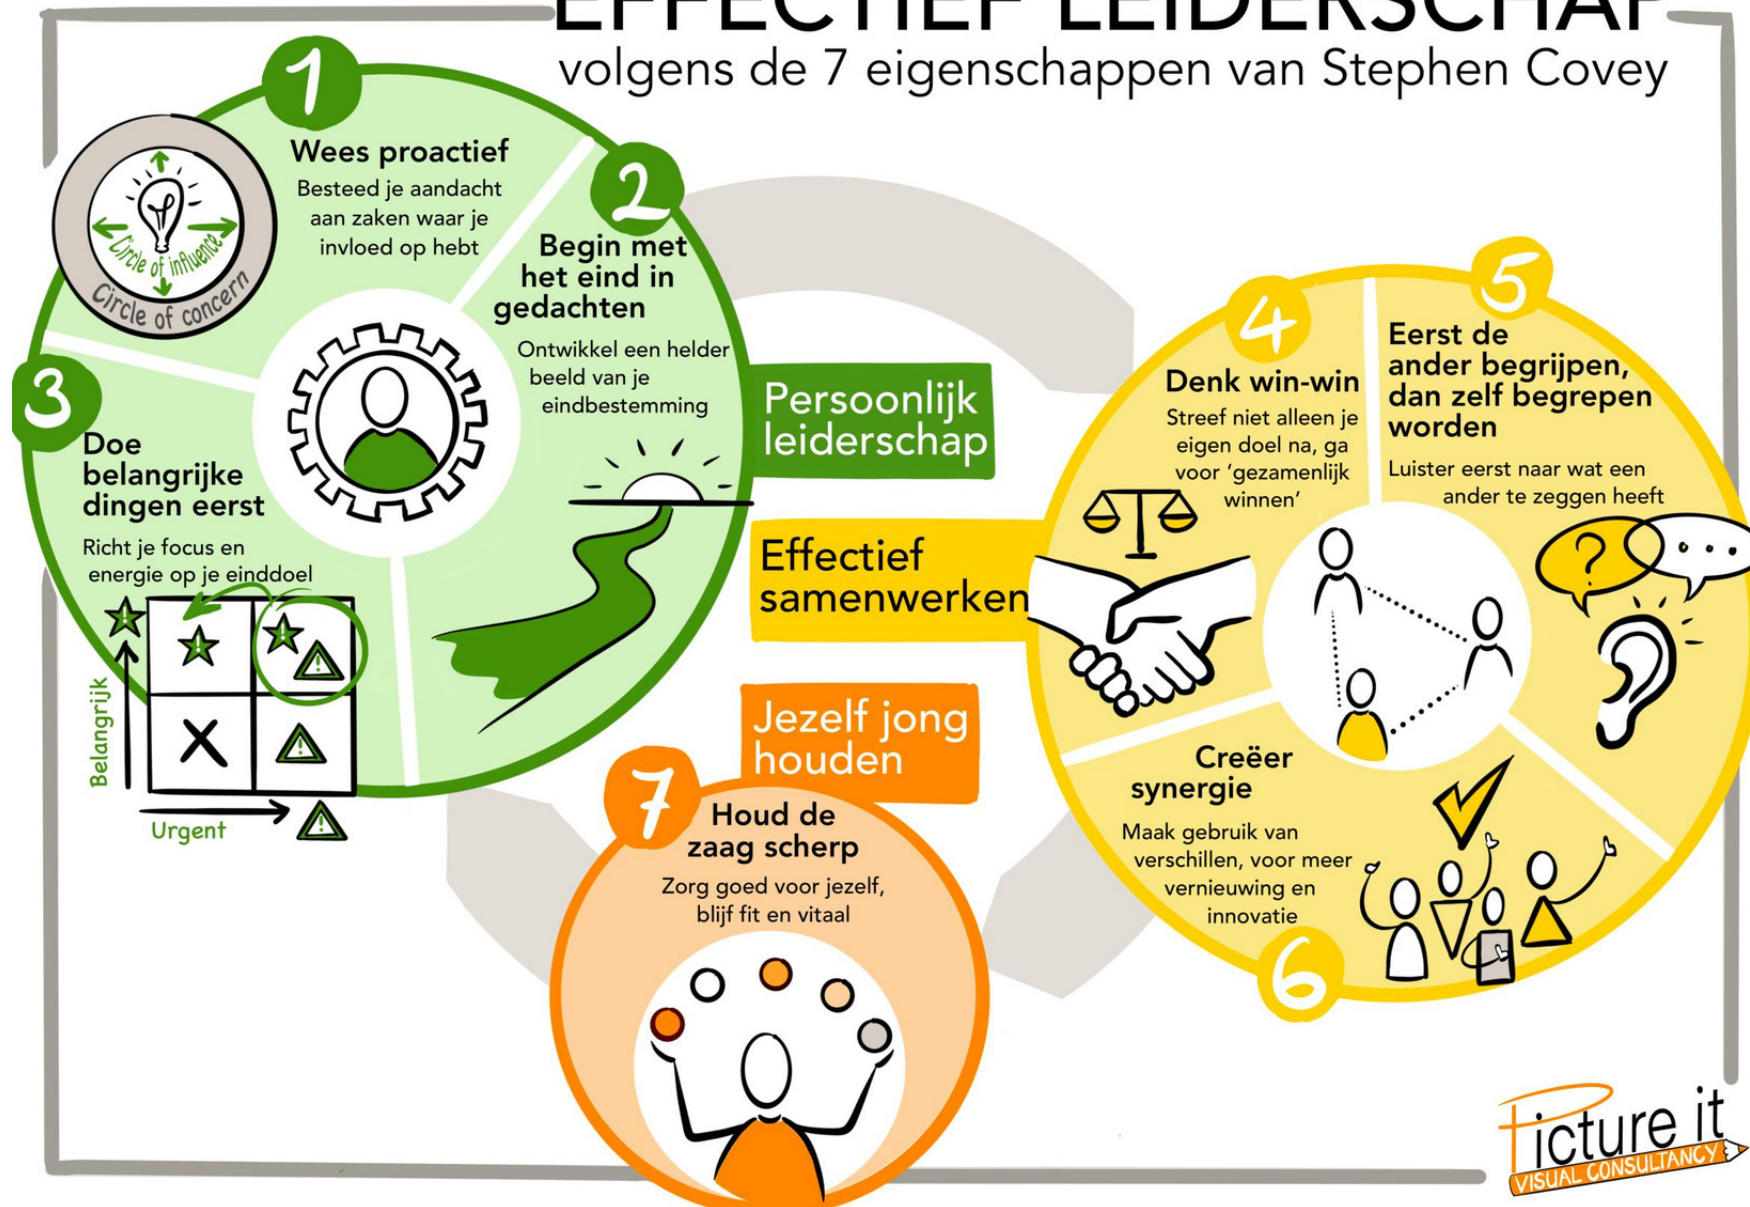 EFFECTIEF LEIDERSCHAP
volgens de 7 eigenschappen van Stephen Covey
1
Wees proactief
Besteed je aandacht
aan zaken waar je
invloed op hebt
Circle of influence
Circle of concern
2
Begin met
het eind in
gedachten
Ontwikkel een helder
beeld van je
eindbestemming
3
Doe
belangrijke
dingen eerst
Richt je focus en
energie op je einddoel
Belangrijk
Urgent
Persoonlijk
leiderschap
Effectief
samenwerken
4
Denk win-win
Streef niet alleen je
eigen doel na, ga
voor ‘gezamenlijk
winnen’
5
Eerst de
ander begrijpen,
dan zelf begrepen
worden
Luister eerst naar wat een
ander te zeggen heeft
?
Creëer
synergie
Maak gebruik van
verschillen, voor meer
vernieuwing en
innovatie
6
Jezelf jong
houden
7
Houd de
zaag scherp
Zorg goed voor jezelf,
blijf fit en vitaal
Picture it
VISUAL CONSULTANCY